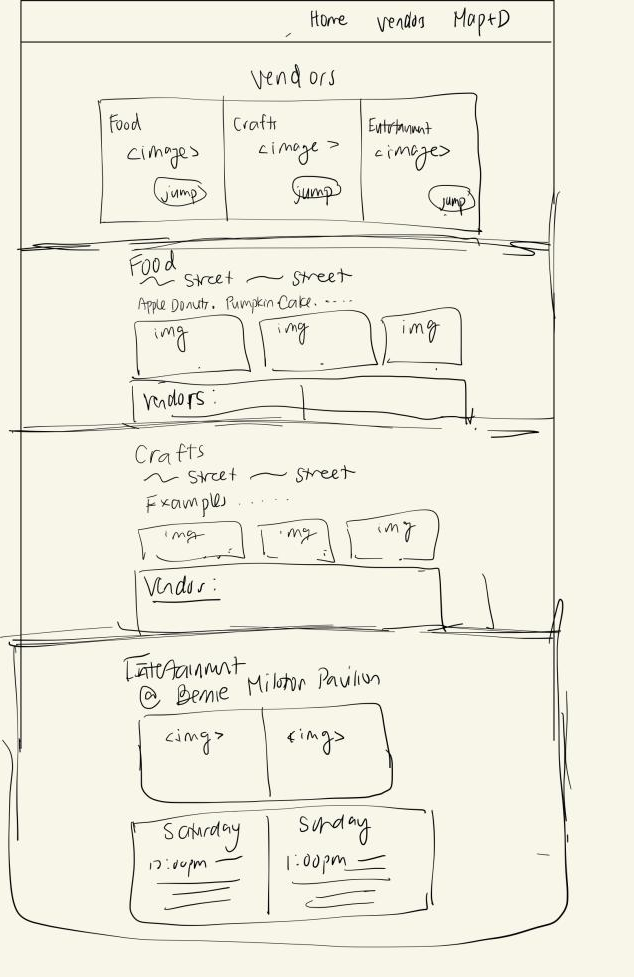 Home Vendors Map+D
Vendors
Food Crafts Entertainment
<image> <image> <image>
jump jump jump
Food
street street
Apple Donuts. Pumpkin Cake. . . . .
img img img
Vendors:
Crafts
street street
Examples . . . . . .
img img img
Vendor:
Entertainment
@ Bernie Milotor Pavilion
<img> <img>
Saturday Sunday
12:00pm 1:00pm